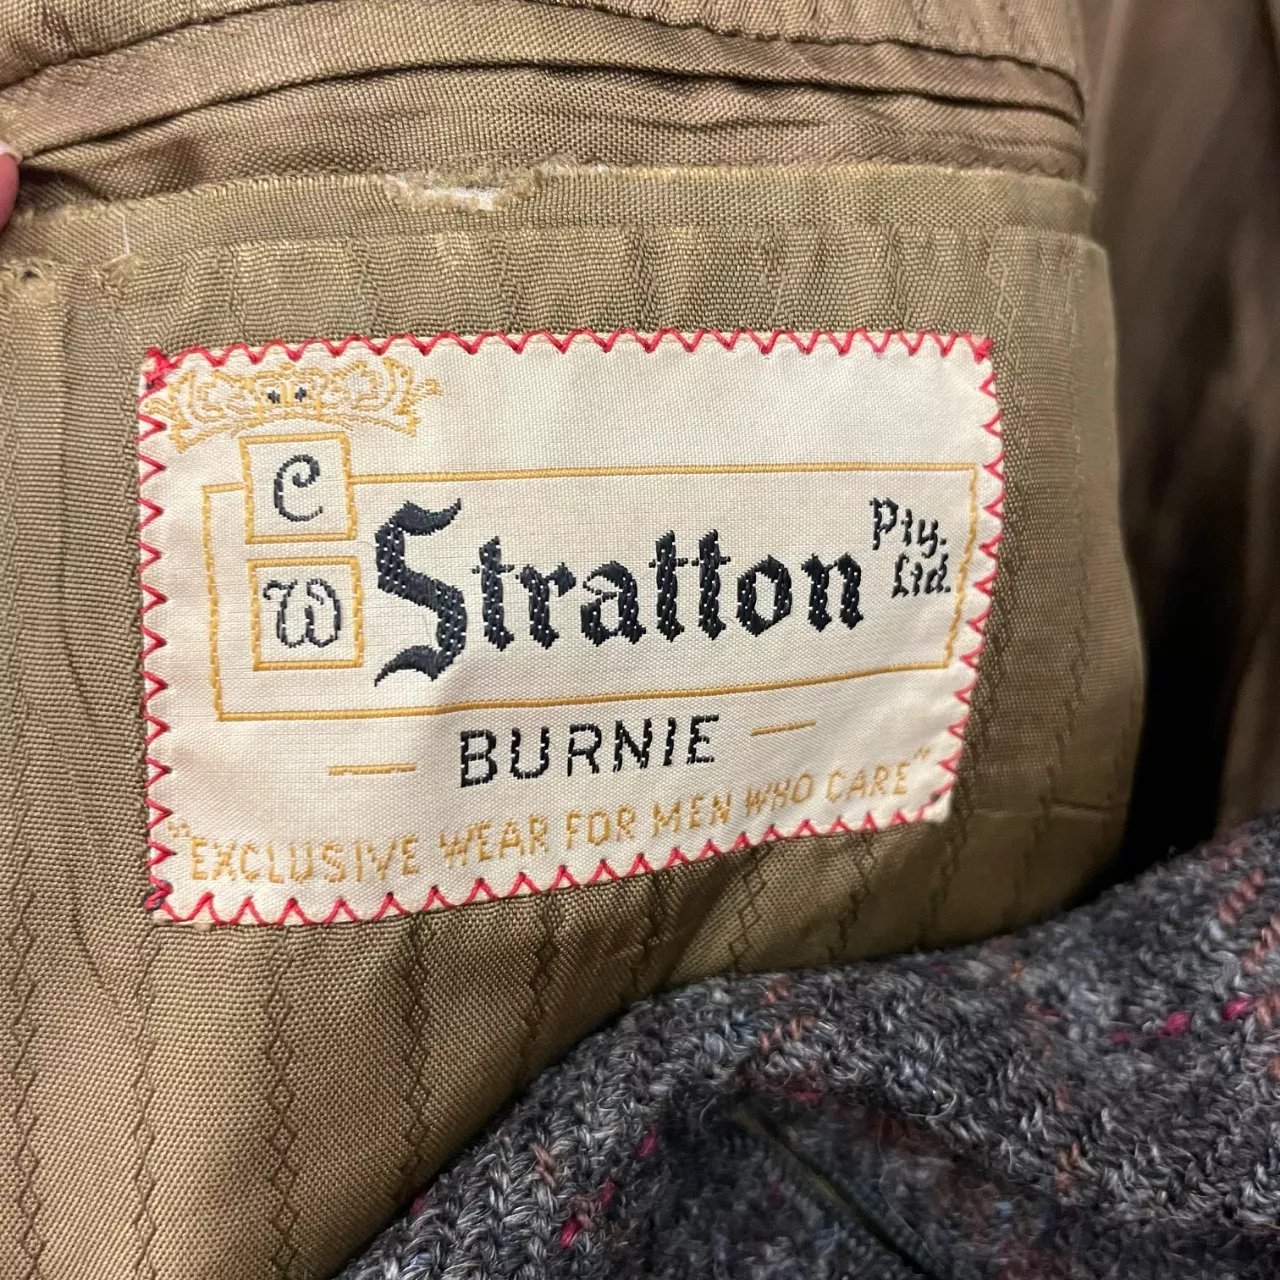 C
W
Stratton Pty.
Ltd.
— BURNIE —
"EXCLUSIVE WEAR FOR MEN WHO CARE"